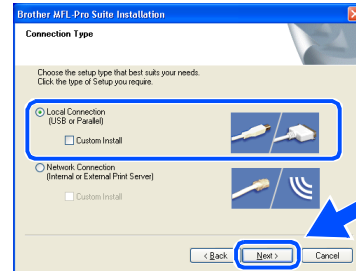 Brother MFL-Pro Suite Installation
Connection Type
Choose the setup type that best suits your needs.
Click the type of Setup you require.
Local Connection
(USB or Parallel)
Custom Install
Network Connection
(Internal or External Print Server)
Custom Install
< Back
Next >
Cancel